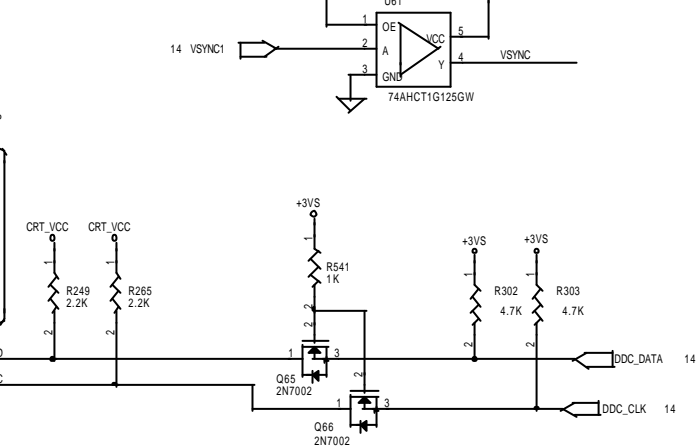 U61
1
OE
VCC
5
14 VSYNC1
2
A
Y
4
VSYNC
3
GND
74AHCT1G125GW
CRT_VCC
CRT_VCC
+3VS
+3VS
+3VS
1
1
1
1
1
R249
2.2K
R265
2.2K
R541
1K
R302
4.7K
R303
4.7K
2
2
2
2
2
2
1
3
DDC_DATA 14
Q65
2N7002
2
1
3
DDC_CLK 14
Q66
2N7002